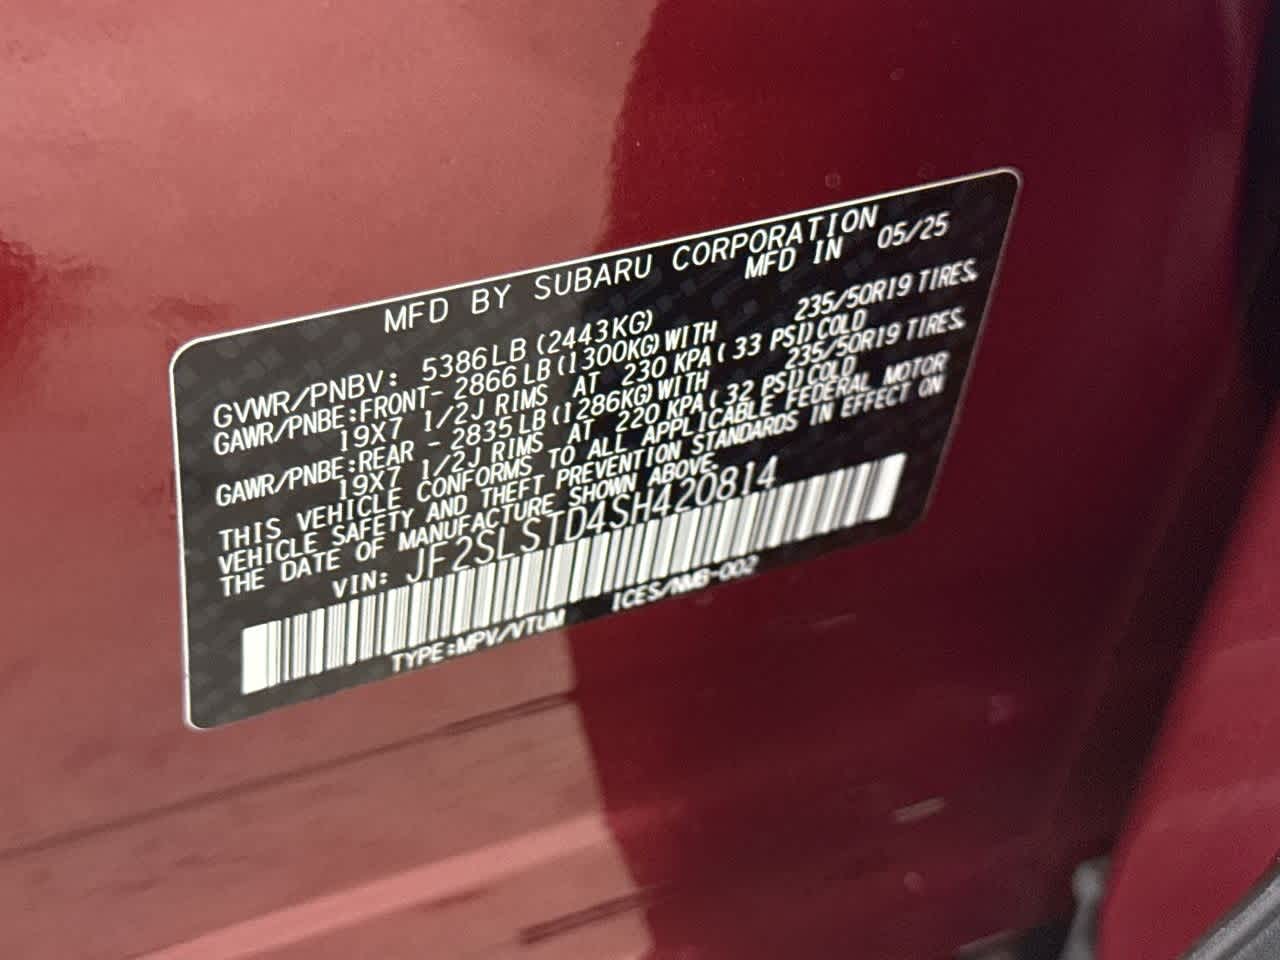 MFD BY SUBARU CORPORATION
MFD IN 05/25
GVWR/PNBV: 5386LB(2443KG)
GAWR/PNBE:FRONT- 2866LB(1300KG)WITH 235/50R19 TIRES,
19X7 1/2J RIMS AT 230 KPA(33 PSI)COLD
GAWR/PNBE:REAR - 2835LB(1286KG)WITH 235/50R19 TIRES,
19X7 1/2J RIMS AT 220 KPA(32 PSI)COLD
THIS VEHICLE CONFORMS TO ALL APPLICABLE FEDERAL MOTOR
VEHICLE SAFETY AND THEFT PREVENTION STANDARDS IN EFFECT ON
THE DATE OF MANUFACTURE SHOWN ABOVE.
VIN: JF2SLSTD4SH420814
TYPE:MPV/VTUM ICES/NMB-002